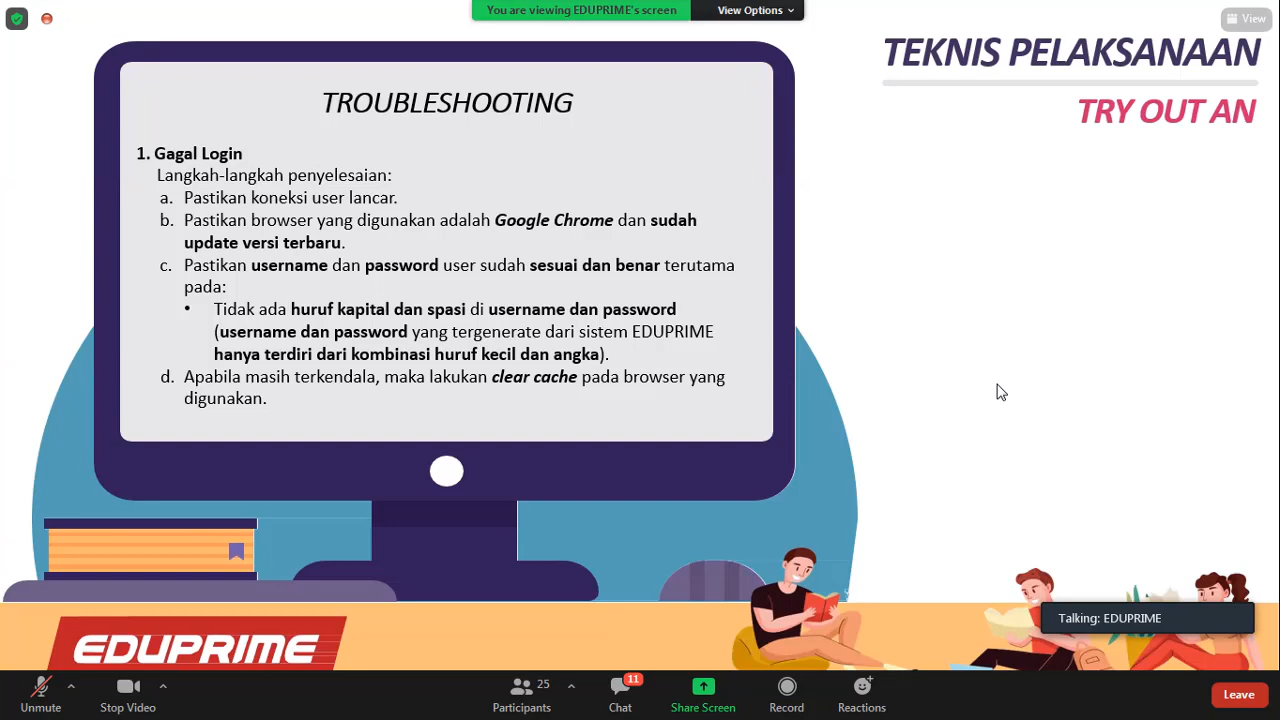 You are viewing EDUPRIME's screen
View Options
View
TEKNIS PELAKSANAAN
TRY OUT AN
TROUBLESHOOTING
1. Gagal Login
Langkah-langkah penyelesaian:
a. Pastikan koneksi user lancar.
b. Pastikan browser yang digunakan adalah Google Chrome dan sudah
update versi terbaru.
c. Pastikan username dan password user sudah sesuai dan benar terutama
pada:
• Tidak ada huruf kapital dan spasi di username dan password
(username dan password yang tergenerate dari sistem EDUPRIME
hanya terdiri dari kombinasi huruf kecil dan angka).
d. Apabila masih terkendala, maka lakukan clear cache pada browser yang
digunakan.
Talking: EDUPRIME
EDUPRIME
Unmute
Stop Video
25
Participants
11
Chat
Share Screen
Record
Reactions
Leave